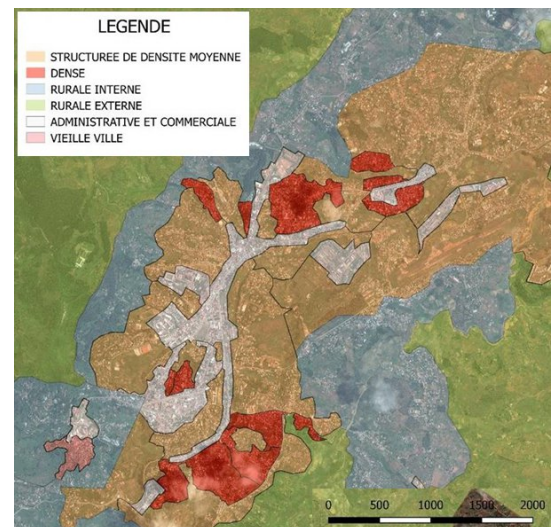 LEGENDE
STRUCTUREE DE DENSITE MOYENNE
DENSE
RURALE INTERNE
RURALE EXTERNE
ADMINISTRATIVE ET COMMERCIALE
VIEILLE VILLE
0 500 1000 1500 2000